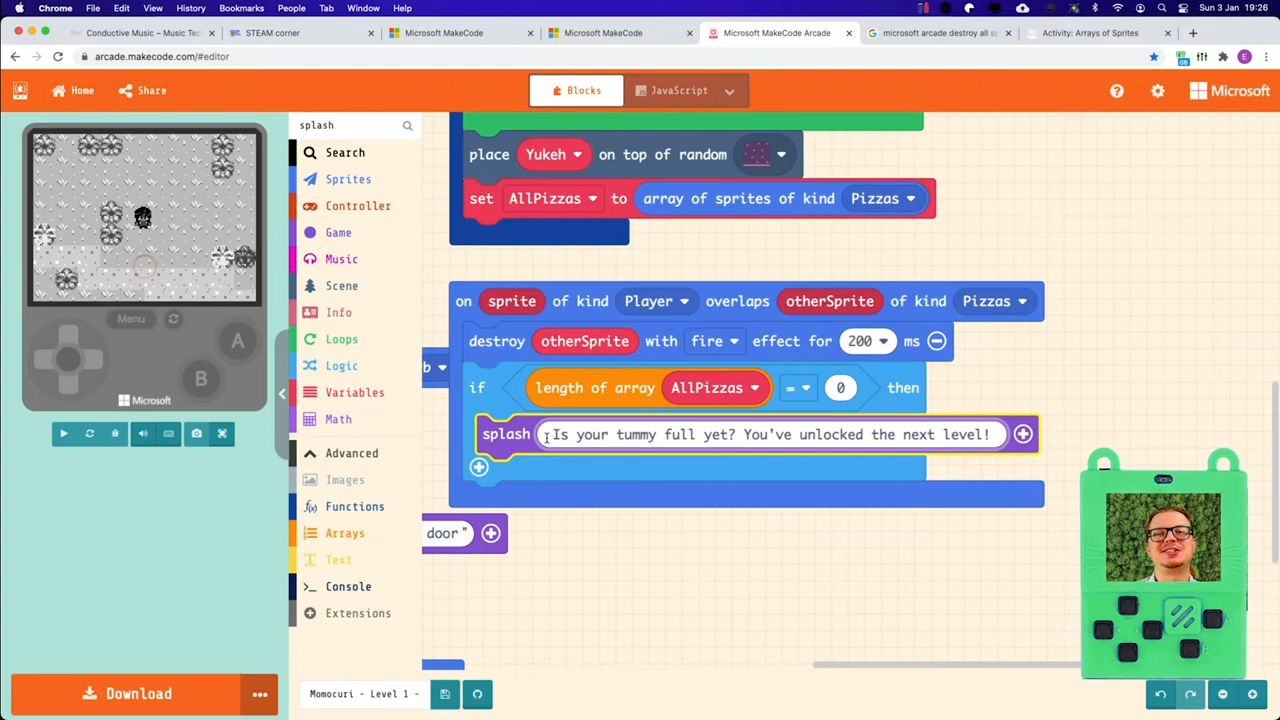 Chrome File Edit View History Bookmarks People Tab Window Help Sun 3 Jan 19:26
Conductive Music – Music Tec
STEAM corner
Microsoft MakeCode
Microsoft MakeCode
Microsoft MakeCode Arcade
microsoft arcade destroy all sp
Activity: Arrays of Sprites
arcade.makecode.com/#editor
E
Home
Share
Blocks
JavaScript
Microsoft
Menu
A
B
Microsoft
splash
Search
Sprites
Controller
Game
Music
Scene
Info
Loops
Logic
Variables
Math
Advanced
Images
Functions
Arrays
Text
Console
Extensions
place Yukeh on top of random
set AllPizzas to array of sprites of kind Pizzas
on sprite of kind Player overlaps otherSprite of kind Pizzas
destroy otherSprite with fire effect for 200 ms
b
if length of array AllPizzas = 0 then
splash Is your tummy full yet? You've unlocked the next level!
door "
Download
Momocuri - Level 1 -